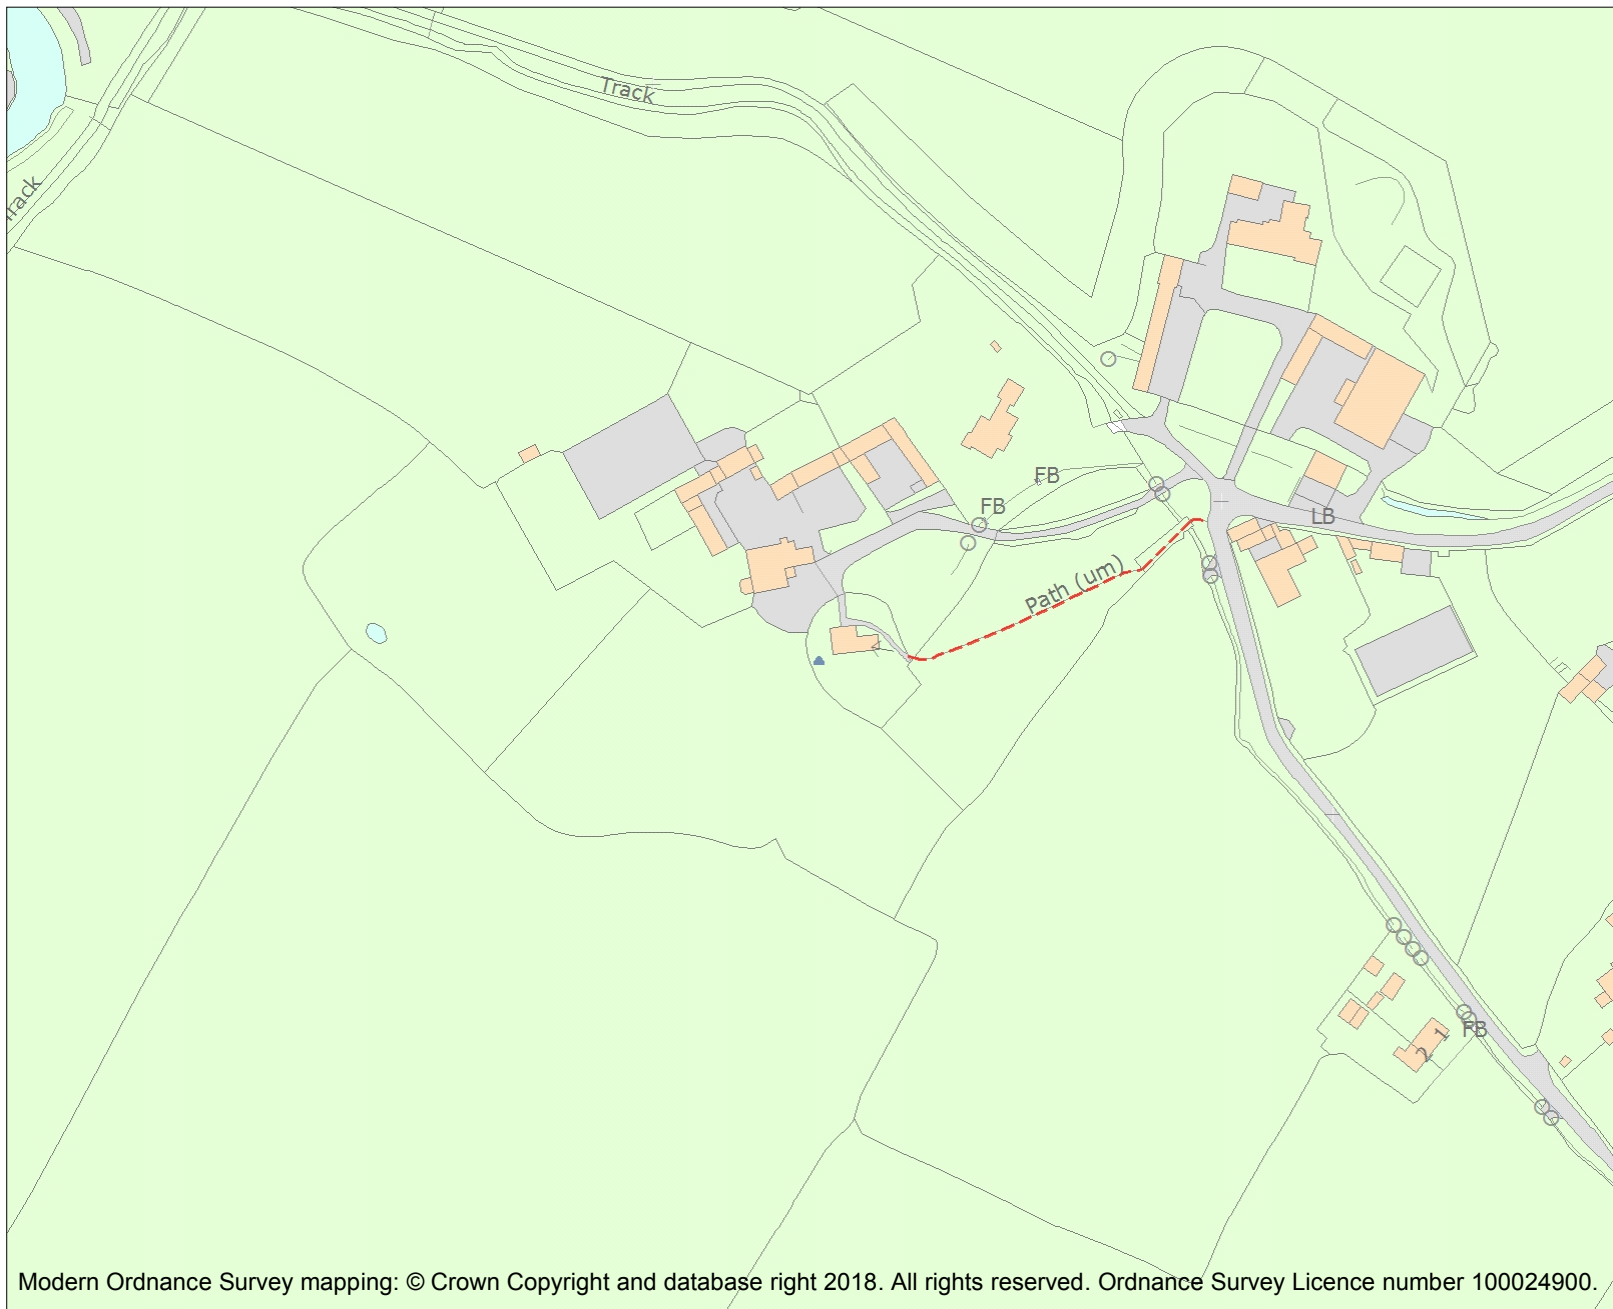 Track
Track
FB
FB
LB
Path (um)
1
2
FB
Modern Ordnance Survey mapping: © Crown Copyright and database right 2018. All rights reserved. Ordnance Survey Licence number 100024900.